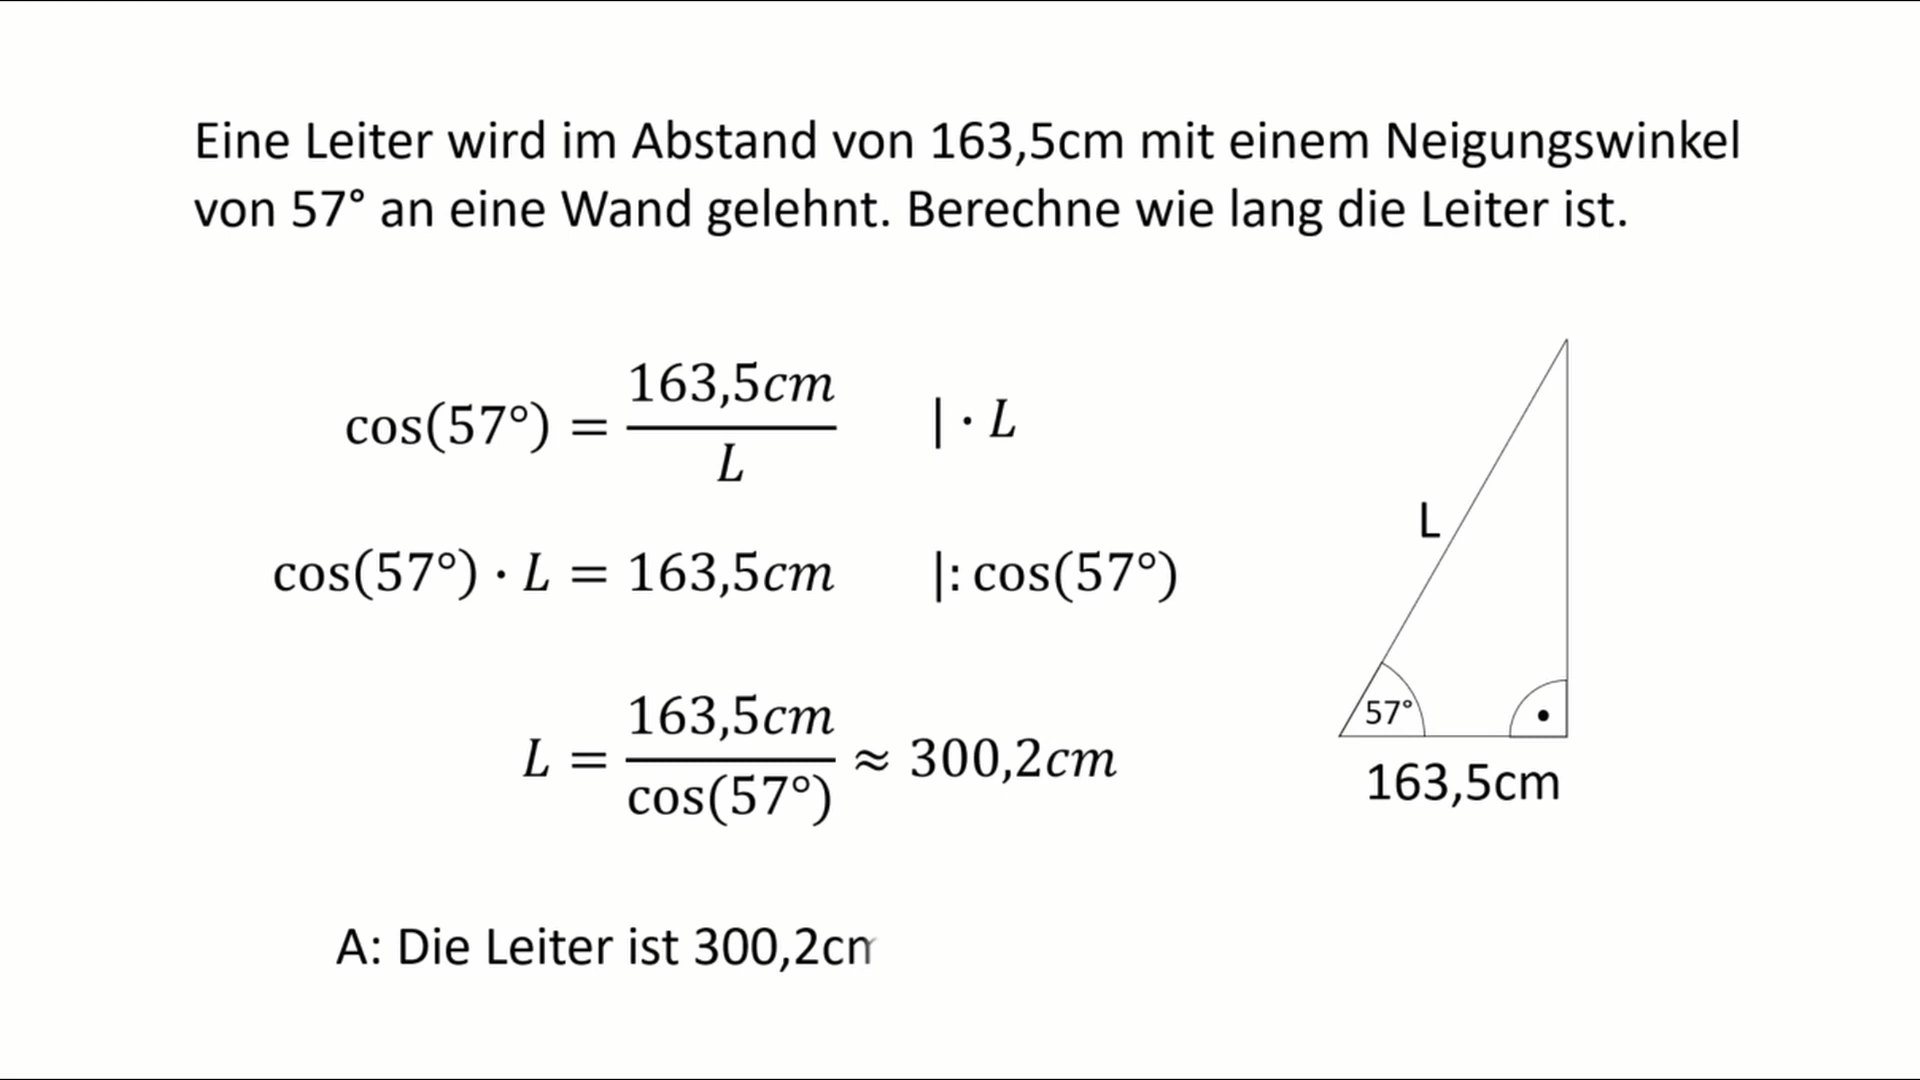 Eine Leiter wird im Abstand von 163,5cm mit einem Neigungswinkel
von 57° an eine Wand gelehnt. Berechne wie lang die Leiter ist.
cos(57°) = 163,5cm / L | · L
cos(57°) · L = 163,5cm |: cos(57°)
L = 163,5cm / cos(57°) ≈ 300,2cm
L
57°
163,5cm
A: Die Leiter ist 300,2cm